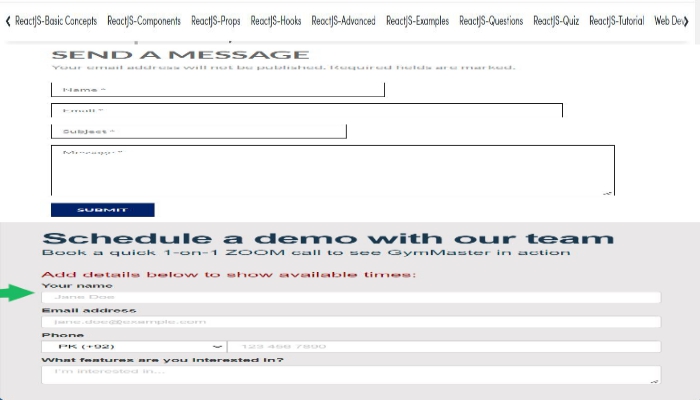 ReactJS-Basic Concepts ReactJS-Components ReactJS-Props ReactJS-Hooks ReactJS-Advanced ReactJS-Examples ReactJS-Questions ReactJS-Quiz ReactJS-Tutorial Web Dev
SEND A MESSAGE
Your email address will not be published. Required fields are marked.
Name *
Email *
Subject *
Message *
SUBMIT
Schedule a demo with our team
Book a quick 1-on-1 ZOOM call to see GymMaster in action
Add details below to show available times:
Your name
Jane Doe
Email address
jane.doe@example.com
Phone
PK (+92) 123 456 7890
What features are you interested in?
I'm interested in...